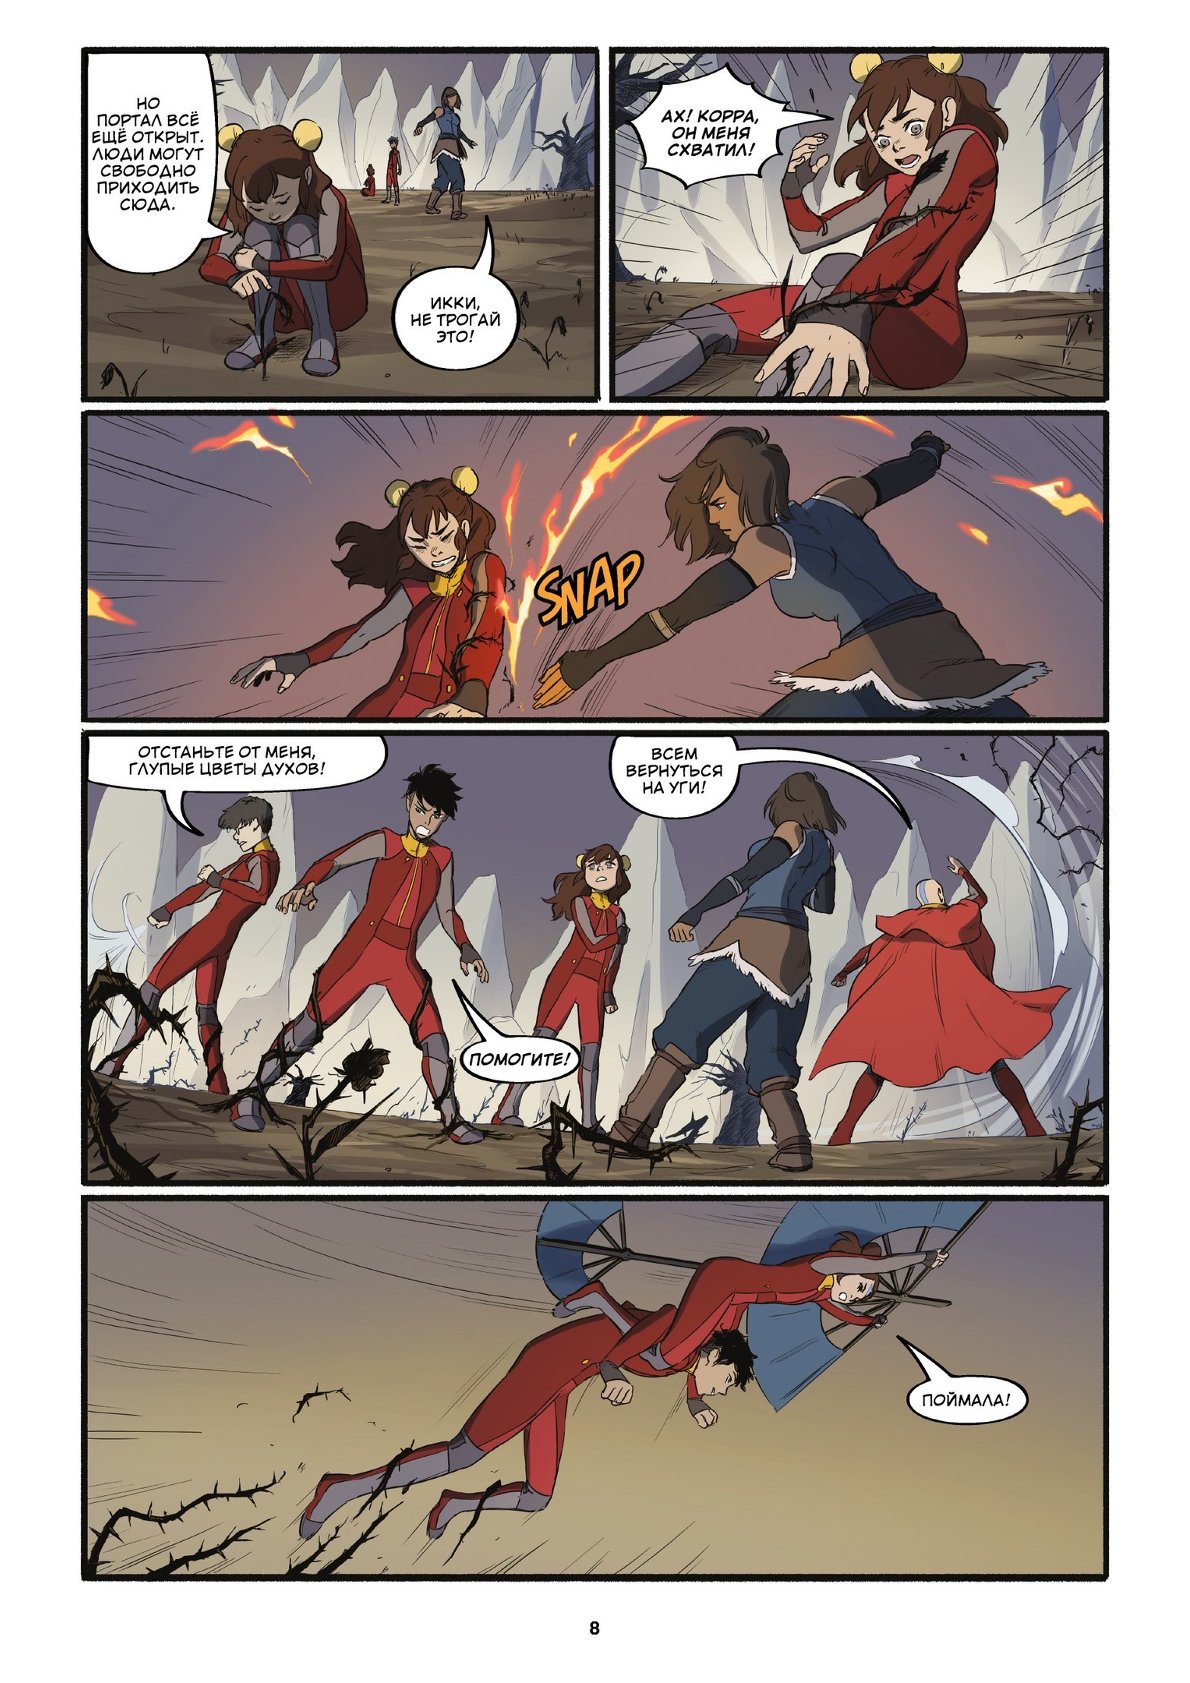 НО
ПОРТАЛ ВСЁ
ЕЩЁ ОТКРЫТ.
ЛЮДИ МОГУТ
СВОБОДНО
ПРИХОДИТЬ
СЮДА.
ИККИ,
НЕ ТРОГАЙ
ЭТО!
АХ! КОРРА,
ОН МЕНЯ
СХВАТИЛ!
SNAP
ОТСТАНЬТЕ ОТ МЕНЯ,
ГЛУПЫЕ ЦВЕТЫ ДУХОВ!
ВСЕМ
ВЕРНУТЬСЯ
НА УГИ!
ПОМОГИТЕ!
ПОЙМАЛА!
8